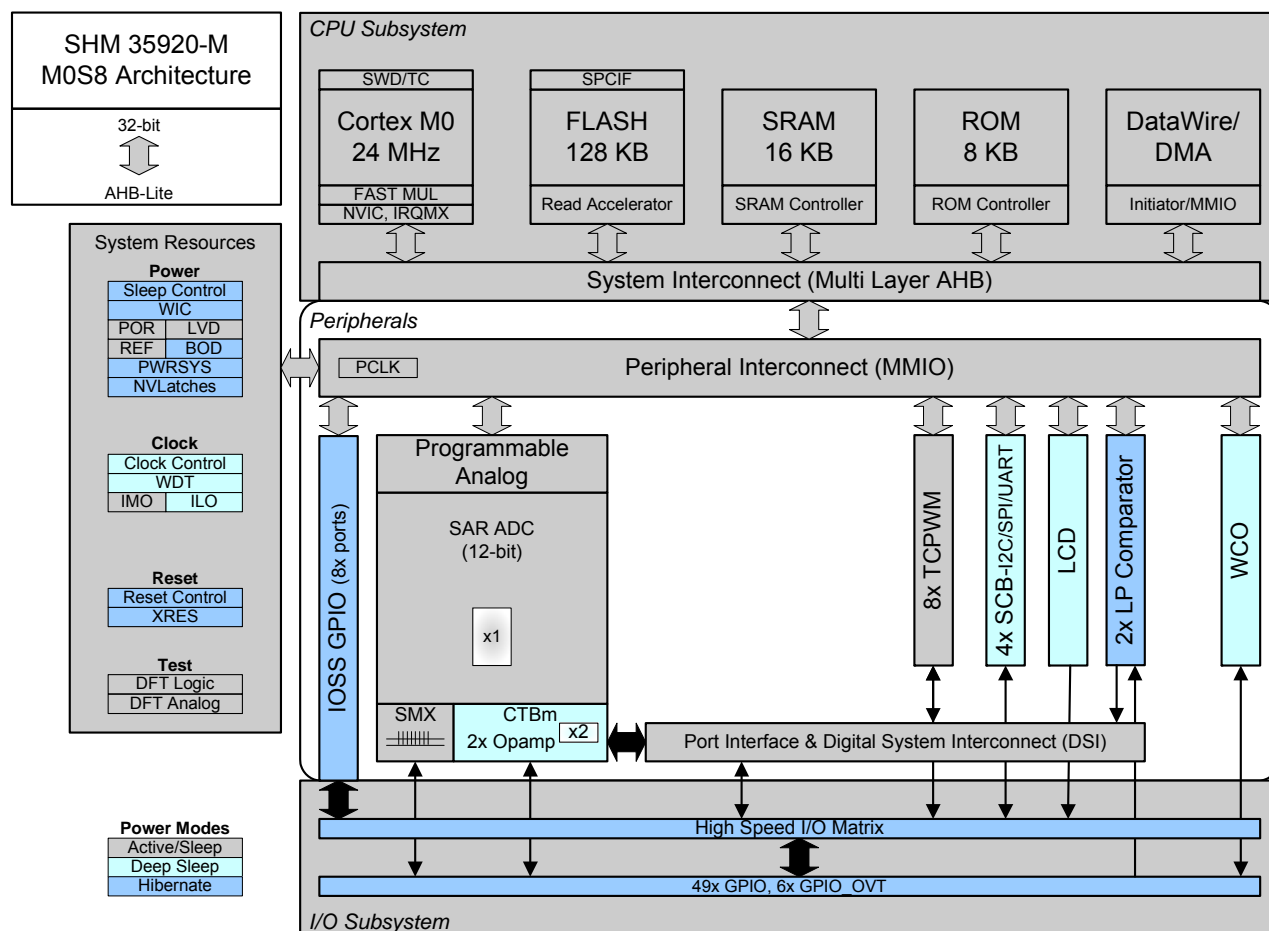 SHM 35920-M
M0S8 Architecture
32-bit
AHB-Lite
CPU Subsystem
SWD/TC
Cortex M0
24 MHz
FAST MUL
NVIC, IRQMX
SPCIF
FLASH
128 KB
Read Accelerator
SRAM
16 KB
SRAM Controller
ROM
8 KB
ROM Controller
DataWire/
DMA
Initiator/MMIO
System Interconnect (Multi Layer AHB)
System Resources
Power
Sleep Control
WIC
POR LVD
REF BOD
PWRSYS
NVLatches
Clock
Clock Control
WDT
IMO ILO
Reset
Reset Control
XRES
Test
DFT Logic
DFT Analog
Peripherals
PCLK
Peripheral Interconnect (MMIO)
IOSS GPIO (8x ports)
Programmable
Analog
SAR ADC
(12-bit)
x1
SMX
CTBm
2x Opamp
x2
8x TCPWM
4x SCB-I2C/SPI/UART
LCD
2x LP Comparator
WCO
Port Interface & Digital System Interconnect (DSI)
Power Modes
Active/Sleep
Deep Sleep
Hibernate
High Speed I/O Matrix
49x GPIO, 6x GPIO_OVT
I/O Subsystem